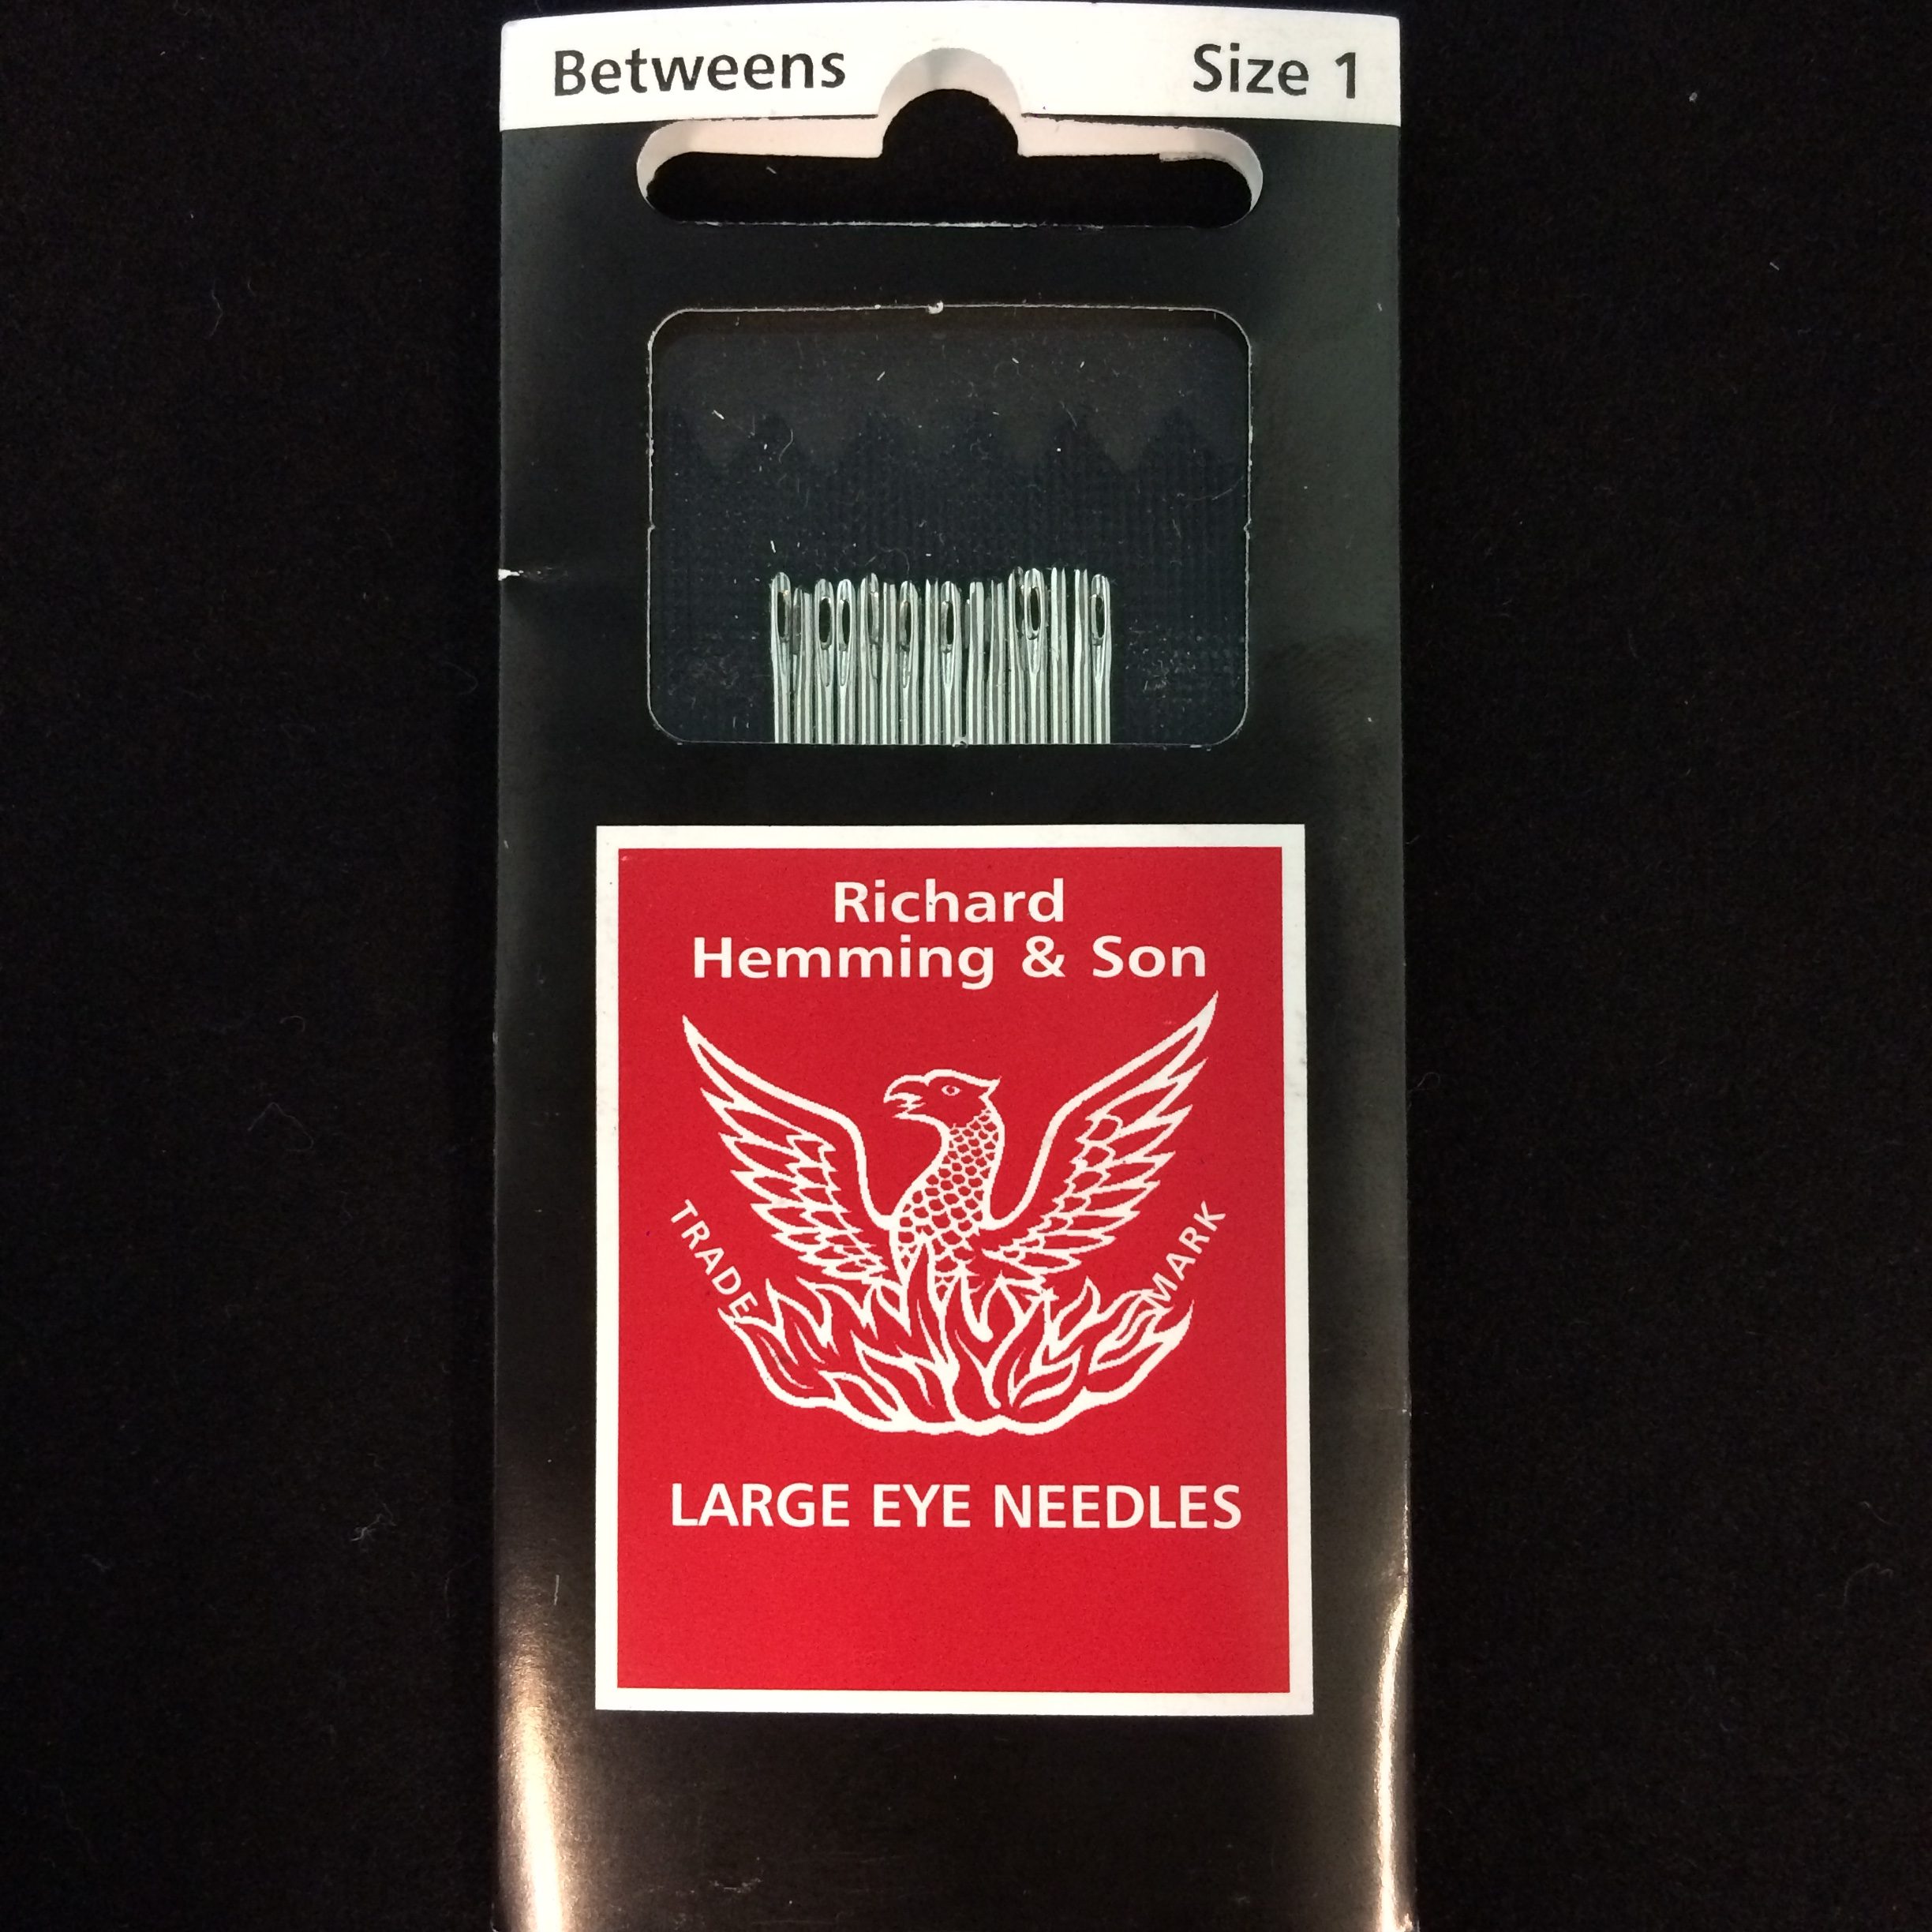 Betweens Size 1
Richard
Hemming & Son
TRADE MARK
LARGE EYE NEEDLES